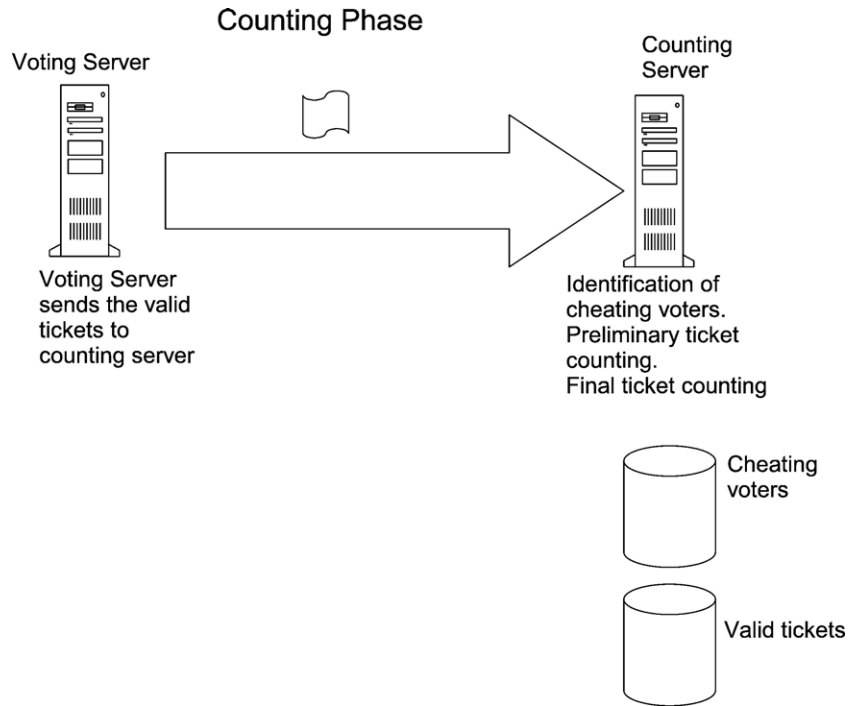 Counting Phase
Voting Server
Counting
Server
Voting Server
sends the valid
tickets to
counting server
Identification of
cheating voters.
Preliminary ticket
counting.
Final ticket counting
Cheating
voters
Valid tickets